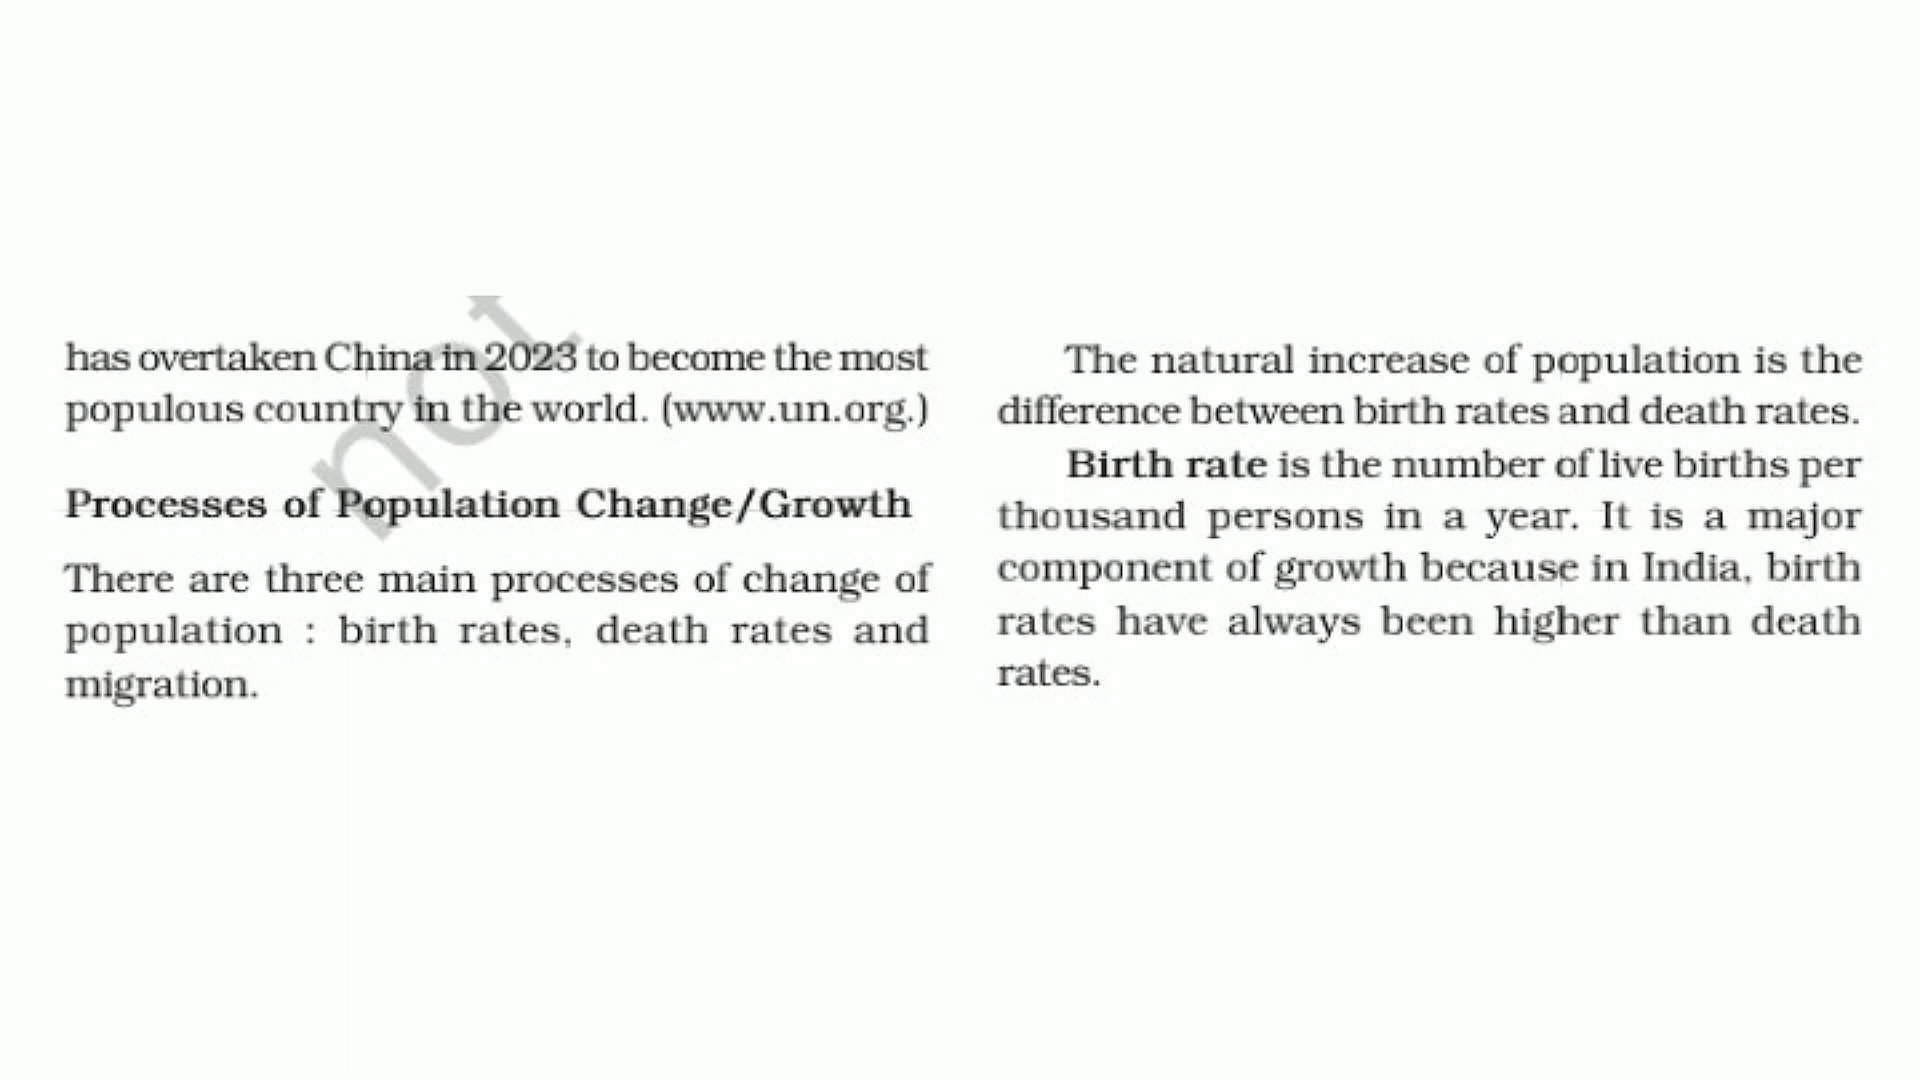 has overtaken China in 2023 to become the most
populous country in the world. (www.un.org.)
Processes of Population Change/Growth
There are three main processes of change of
population : birth rates, death rates and
migration.
The natural increase of population is the
difference between birth rates and death rates.
Birth rate is the number of live births per
thousand persons in a year. It is a major
component of growth because in India, birth
rates have always been higher than death
rates.
not